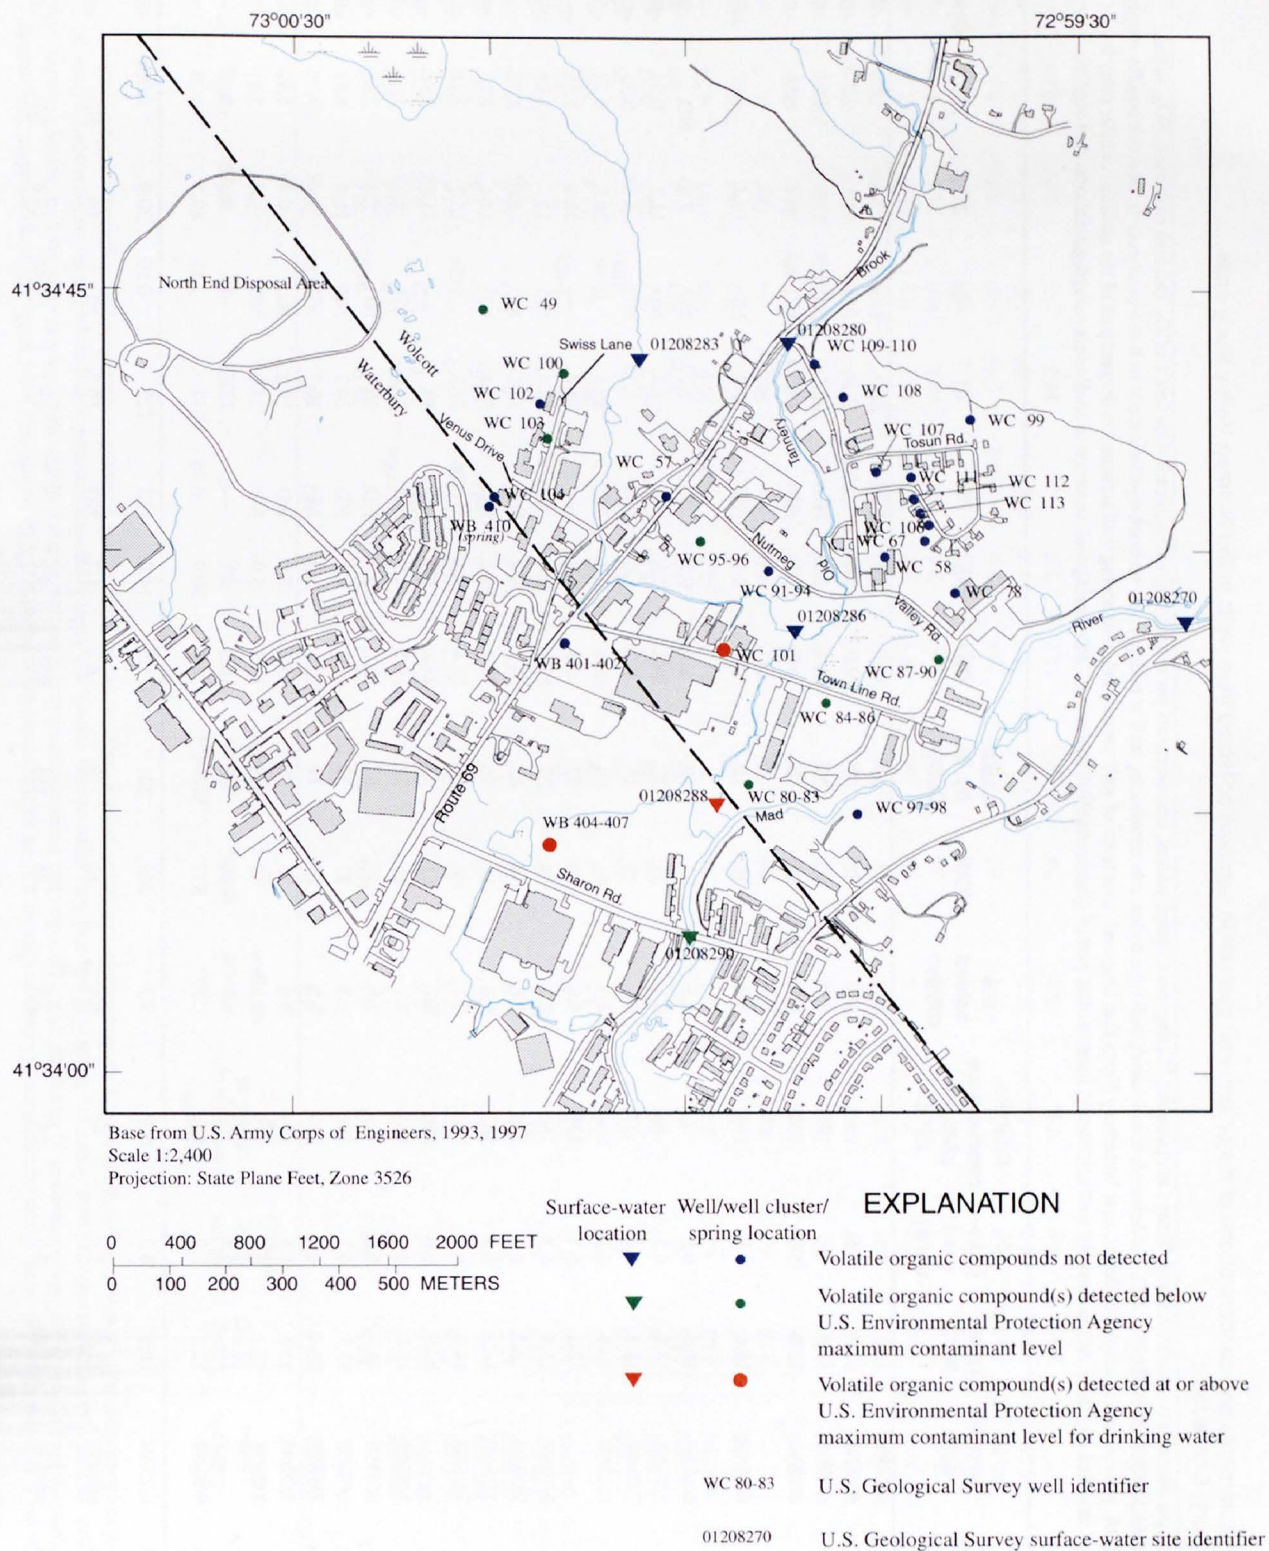 73°00'30"
72°59'30"
41°34'45"
North End Disposal Area
Brook
WC 49
Wolcott
Waterbury
Swiss Lane
01208283
01208280
WC 109-110
WC 100
WC 102
WC 108
WC 103
WC 99
Venus Drive
Tannery
WC 107
Tosun Rd.
WC 57
WC 111
WC 112
WC 104
WC 113
WB 410
(spring)
WC 106
WC 67
WC 95-96
Nutmeg
WC 58
WC 91-94
Valley Rd.
WC 78
01208270
01208286
River
WB 401-402
WC 101
WC 87-90
Town Line Rd.
WC 84-86
Route 69
01208288
WC 80-83
Mad
WC 97-98
WB 404-407
Sharon Rd.
01208290
41°34'00"
Base from U.S. Army Corps of Engineers, 1993, 1997
Scale 1:2,400
Projection: State Plane Feet, Zone 3526
0 400 800 1200 1600 2000 FEET
0 100 200 300 400 500 METERS
EXPLANATION
Surface-water
location
Well/well cluster/
spring location
Volatile organic compounds not detected
Volatile organic compound(s) detected below
U.S. Environmental Protection Agency
maximum contaminant level
Volatile organic compound(s) detected at or above
U.S. Environmental Protection Agency
maximum contaminant level for drinking water
WC 80-83 U.S. Geological Survey well identifier
01208270 U.S. Geological Survey surface-water site identifier